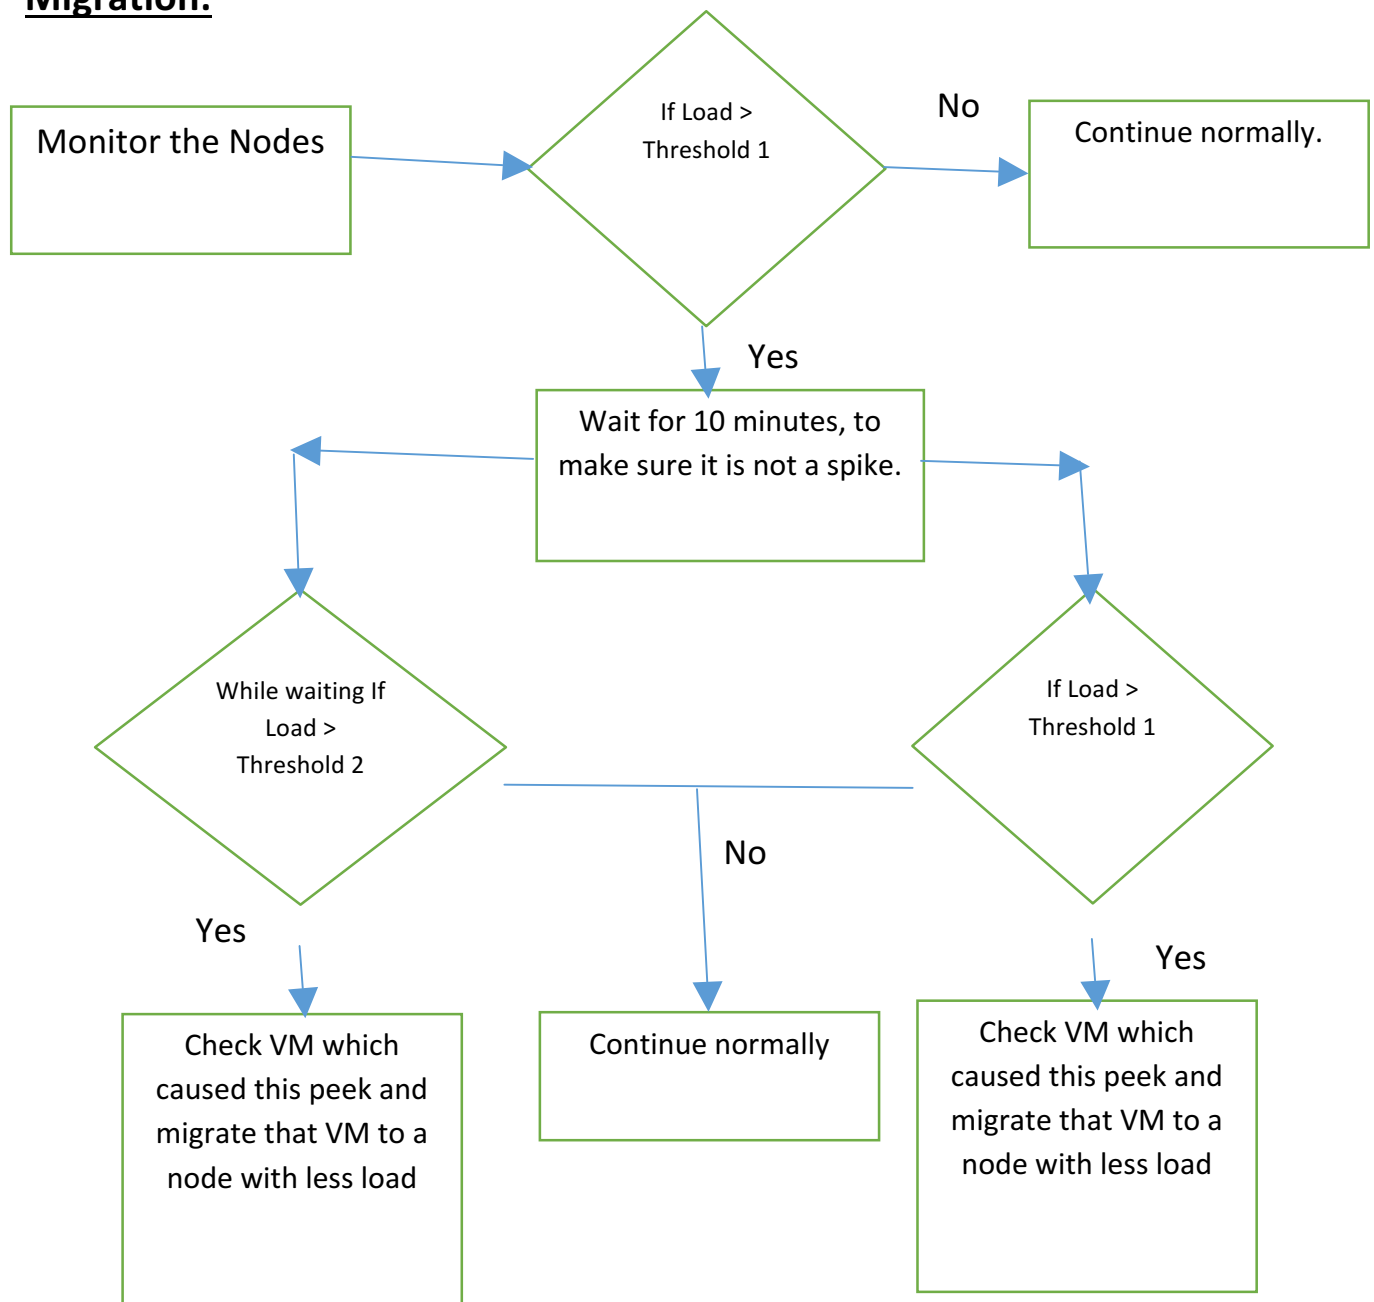 Migration:
Monitor the Nodes
If Load >
Threshold 1
No
Continue normally.
Yes
Wait for 10 minutes, to
make sure it is not a spike.
While waiting If
Load >
Threshold 2
If Load >
Threshold 1
No
Yes
Yes
Check VM which
caused this peek and
migrate that VM to a
node with less load
Continue normally
Check VM which
caused this peek and
migrate that VM to a
node with less load